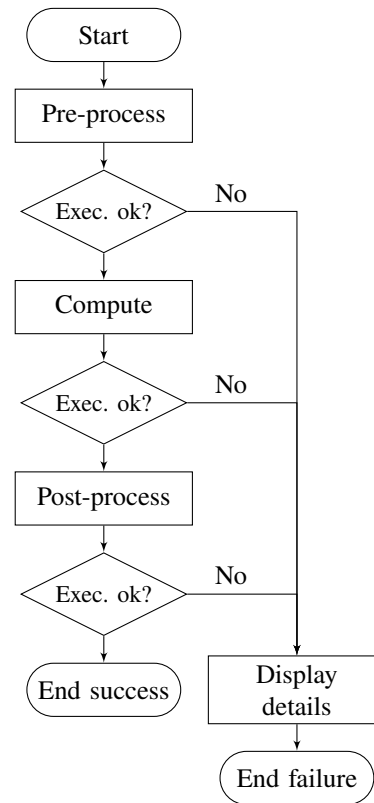 Start
Pre-process
Exec. ok?
No
Compute
Exec. ok?
No
Post-process
Exec. ok?
No
End success
Display
details
End failure